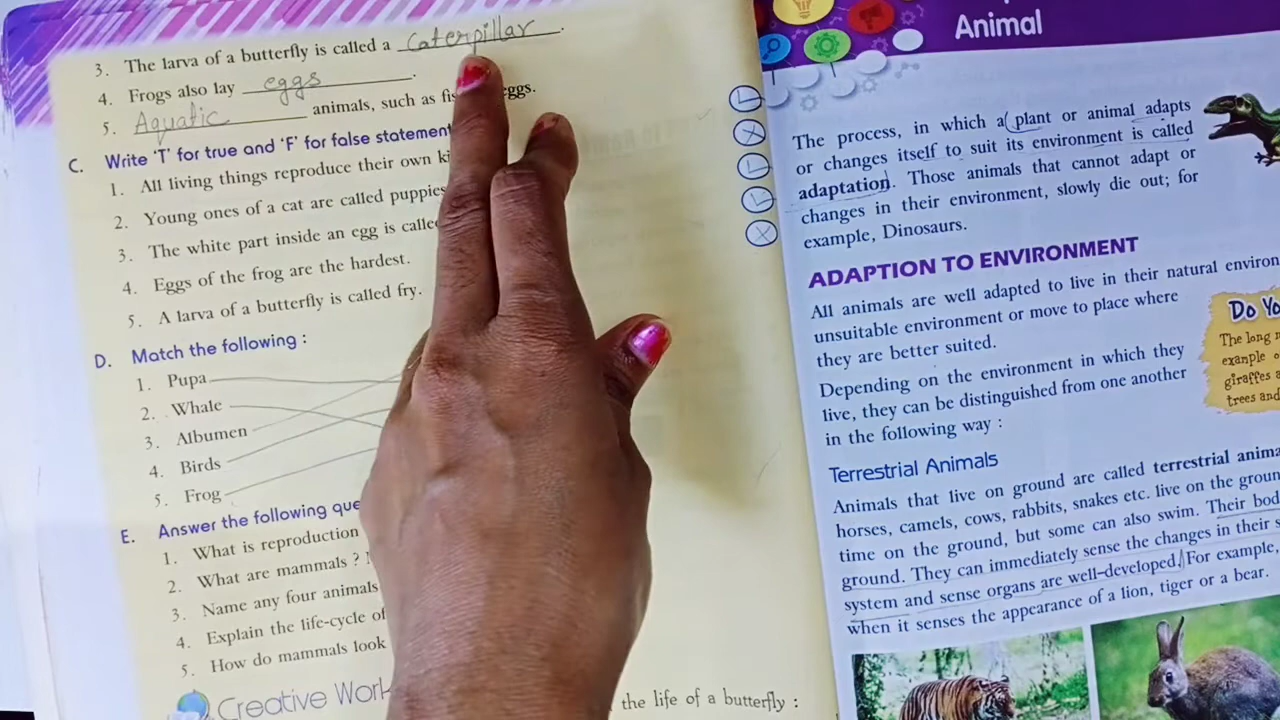 3. The larva of a butterfly is called a caterpillar.
4. Frogs also lay eggs.
5. Aquatic animals, such as eggs.
C. Write 'T' for true and 'F' for false statement
1. All living things reproduce their own
2. Young ones of a cat are called puppies
3. The white part inside an egg is called
4. Eggs of the frog are the hardest.
5. A larva of a butterfly is called fry.
D. Match the following :
1. Pupa
2. Whale
3. Albumen
4. Birds
5. Frog
E. Answer the following
1. What is reproduction
2. What are mammals ?
3. Name any four animals
4. Explain the life-cycle of
5. How do mammals look
Creative Work
the life of a butterfly :
Animal
The process, in which a plant or animal adapts
or changes itself to suit its environment is called
adaptation. Those animals that cannot adapt or
changes in their environment, slowly die out; for
example, Dinosaurs.
ADAPTION TO ENVIRONMENT
All animals are well adapted to live in their natural
unsuitable environment or move to place where
they are better suited.
Depending on the environment in which they
live, they can be distinguished from one another
in the following way :
Do
The long
example
giraffes
trees and
Terrestrial Animals
Animals that live on ground are called terrestrial
horses, camels, cows, rabbits, snakes etc. live on the
time on the ground, but some can also swim. Their
ground. They can immediately sense the changes in their
system and sense organs are well-developed. For example,
when it senses the appearance of a lion, tiger or a bear.